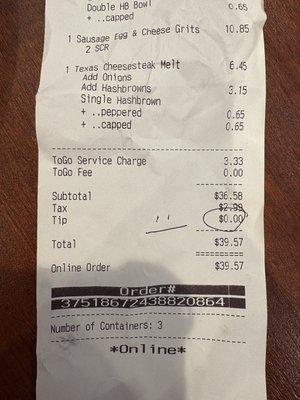 Double HB Bowl
+ ..capped 0.65
1 Sausage Egg & Cheese Grits 10.85
2 SCR
1 Texas Cheesesteak Melt 6.45
Add Onions
Add Hashbrowns 3.15
Single Hashbrown
+ ..peppered 0.65
+ ..capped 0.65
ToGo Service Charge 3.33
ToGo Fee 0.00
Subtotal $36.58
Tax $2.99
Tip $0.00
Total $39.57
Online Order $39.57
Order#
37518672438820864
Number of Containers: 3
*Online*